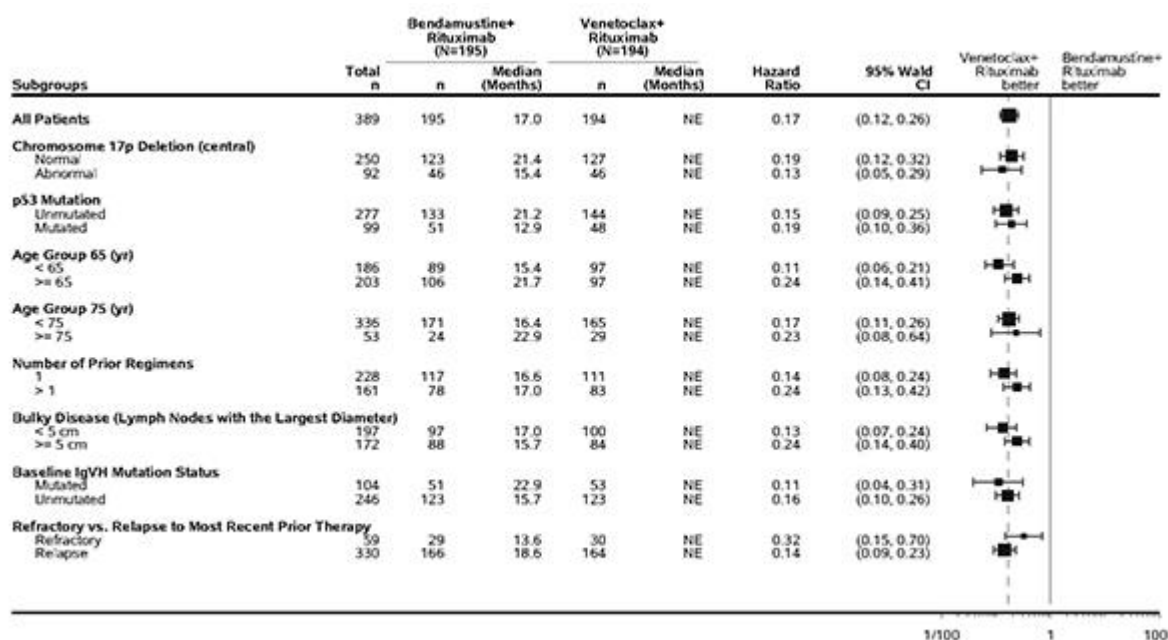 Bendamustine+ Rituximab (N=195) Venetoclax+ Rituximab (N=194)
Venetoclax+ Rituximab better Bendamustine+ Rituximab better
Subgroups Total n n Median (Months) n Median (Months) Hazard Ratio 95% Wald CI
All Patients 389 195 17.0 194 NE 0.17 (0.12, 0.26)
Chromosome 17p Deletion (central)
Normal 250 123 21.4 127 NE 0.19 (0.12, 0.32)
Abnormal 92 46 15.4 46 NE 0.13 (0.05, 0.29)
p53 Mutation
Unmutated 277 133 21.2 144 NE 0.15 (0.09, 0.25)
Mutated 99 51 12.9 48 NE 0.19 (0.10, 0.36)
Age Group 65 (yr)
< 65 186 89 15.4 97 NE 0.11 (0.06, 0.21)
>= 65 203 106 21.7 97 NE 0.24 (0.14, 0.41)
Age Group 75 (yr)
< 75 336 171 16.4 165 NE 0.17 (0.11, 0.26)
>= 75 53 24 22.9 29 NE 0.23 (0.08, 0.64)
Number of Prior Regimens
1 228 117 16.6 111 NE 0.14 (0.08, 0.24)
> 1 161 78 17.0 83 NE 0.24 (0.13, 0.42)
Bulky Disease (Lymph Nodes with the Largest Diameter)
< 5 cm 197 97 17.0 100 NE 0.13 (0.07, 0.24)
>= 5 cm 172 88 15.7 84 NE 0.24 (0.14, 0.40)
Baseline IgVH Mutation Status
Mutated 104 51 22.9 53 NE 0.11 (0.04, 0.31)
Unmutated 246 123 15.7 123 NE 0.16 (0.10, 0.26)
Refractory vs. Relapse to Most Recent Prior Therapy
Refractory 59 29 13.6 30 NE 0.32 (0.15, 0.70)
Relapse 330 166 18.6 164 NE 0.14 (0.09, 0.23)
1/100 1 100